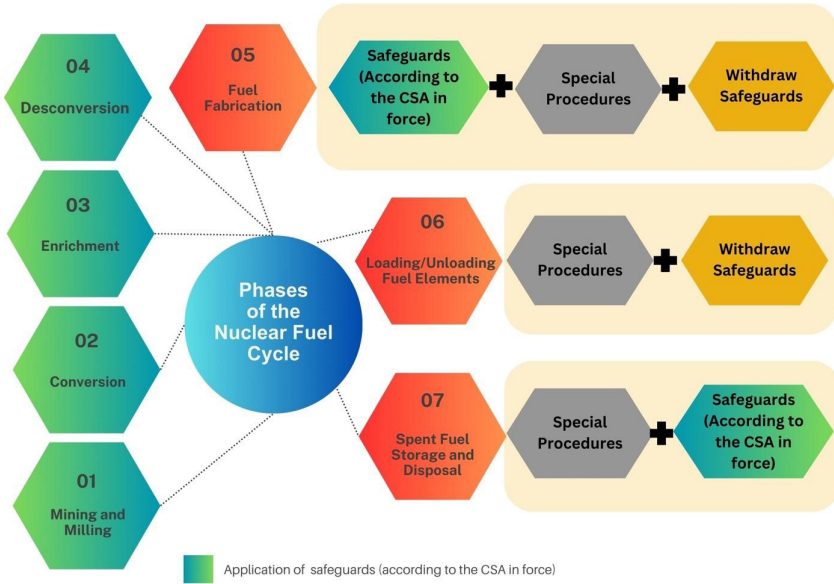 04
Desconversion
05
Fuel
Fabrication
Safeguards
(According to
the CSA in
force)
Special
Procedures
Withdraw
Safeguards
03
Enrichment
06
Loading/Unloading
Fuel Elements
Special
Procedures
Withdraw
Safeguards
Phases
of the
Nuclear Fuel
Cycle
02
Conversion
07
Spent Fuel
Storage and
Disposal
Special
Procedures
Safeguards
(According to
the CSA in
force)
01
Mining and
Milling
Application of safeguards (according to the CSA in force)